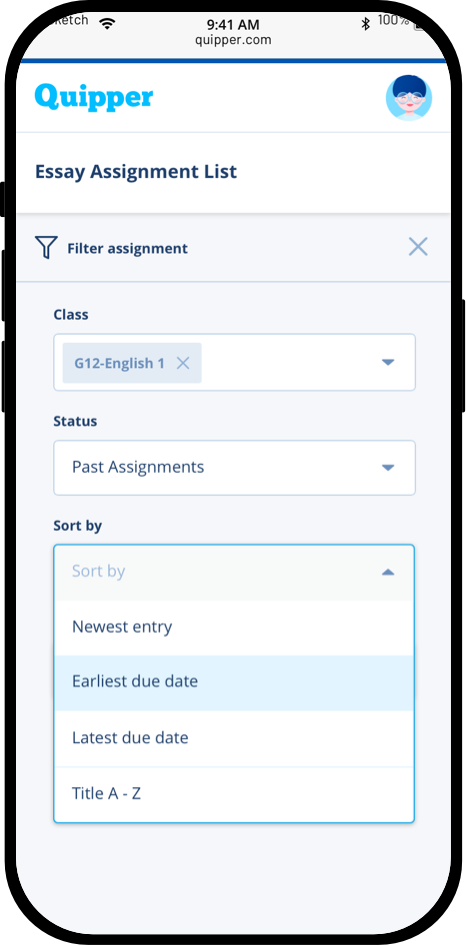 9:41 AM
100%
quipper.com
Quipper
Essay Assignment List
Filter assignment
Class
G12-English 1
Status
Past Assignments
Sort by
Sort by
Newest entry
Earliest due date
Latest due date
Title A - Z